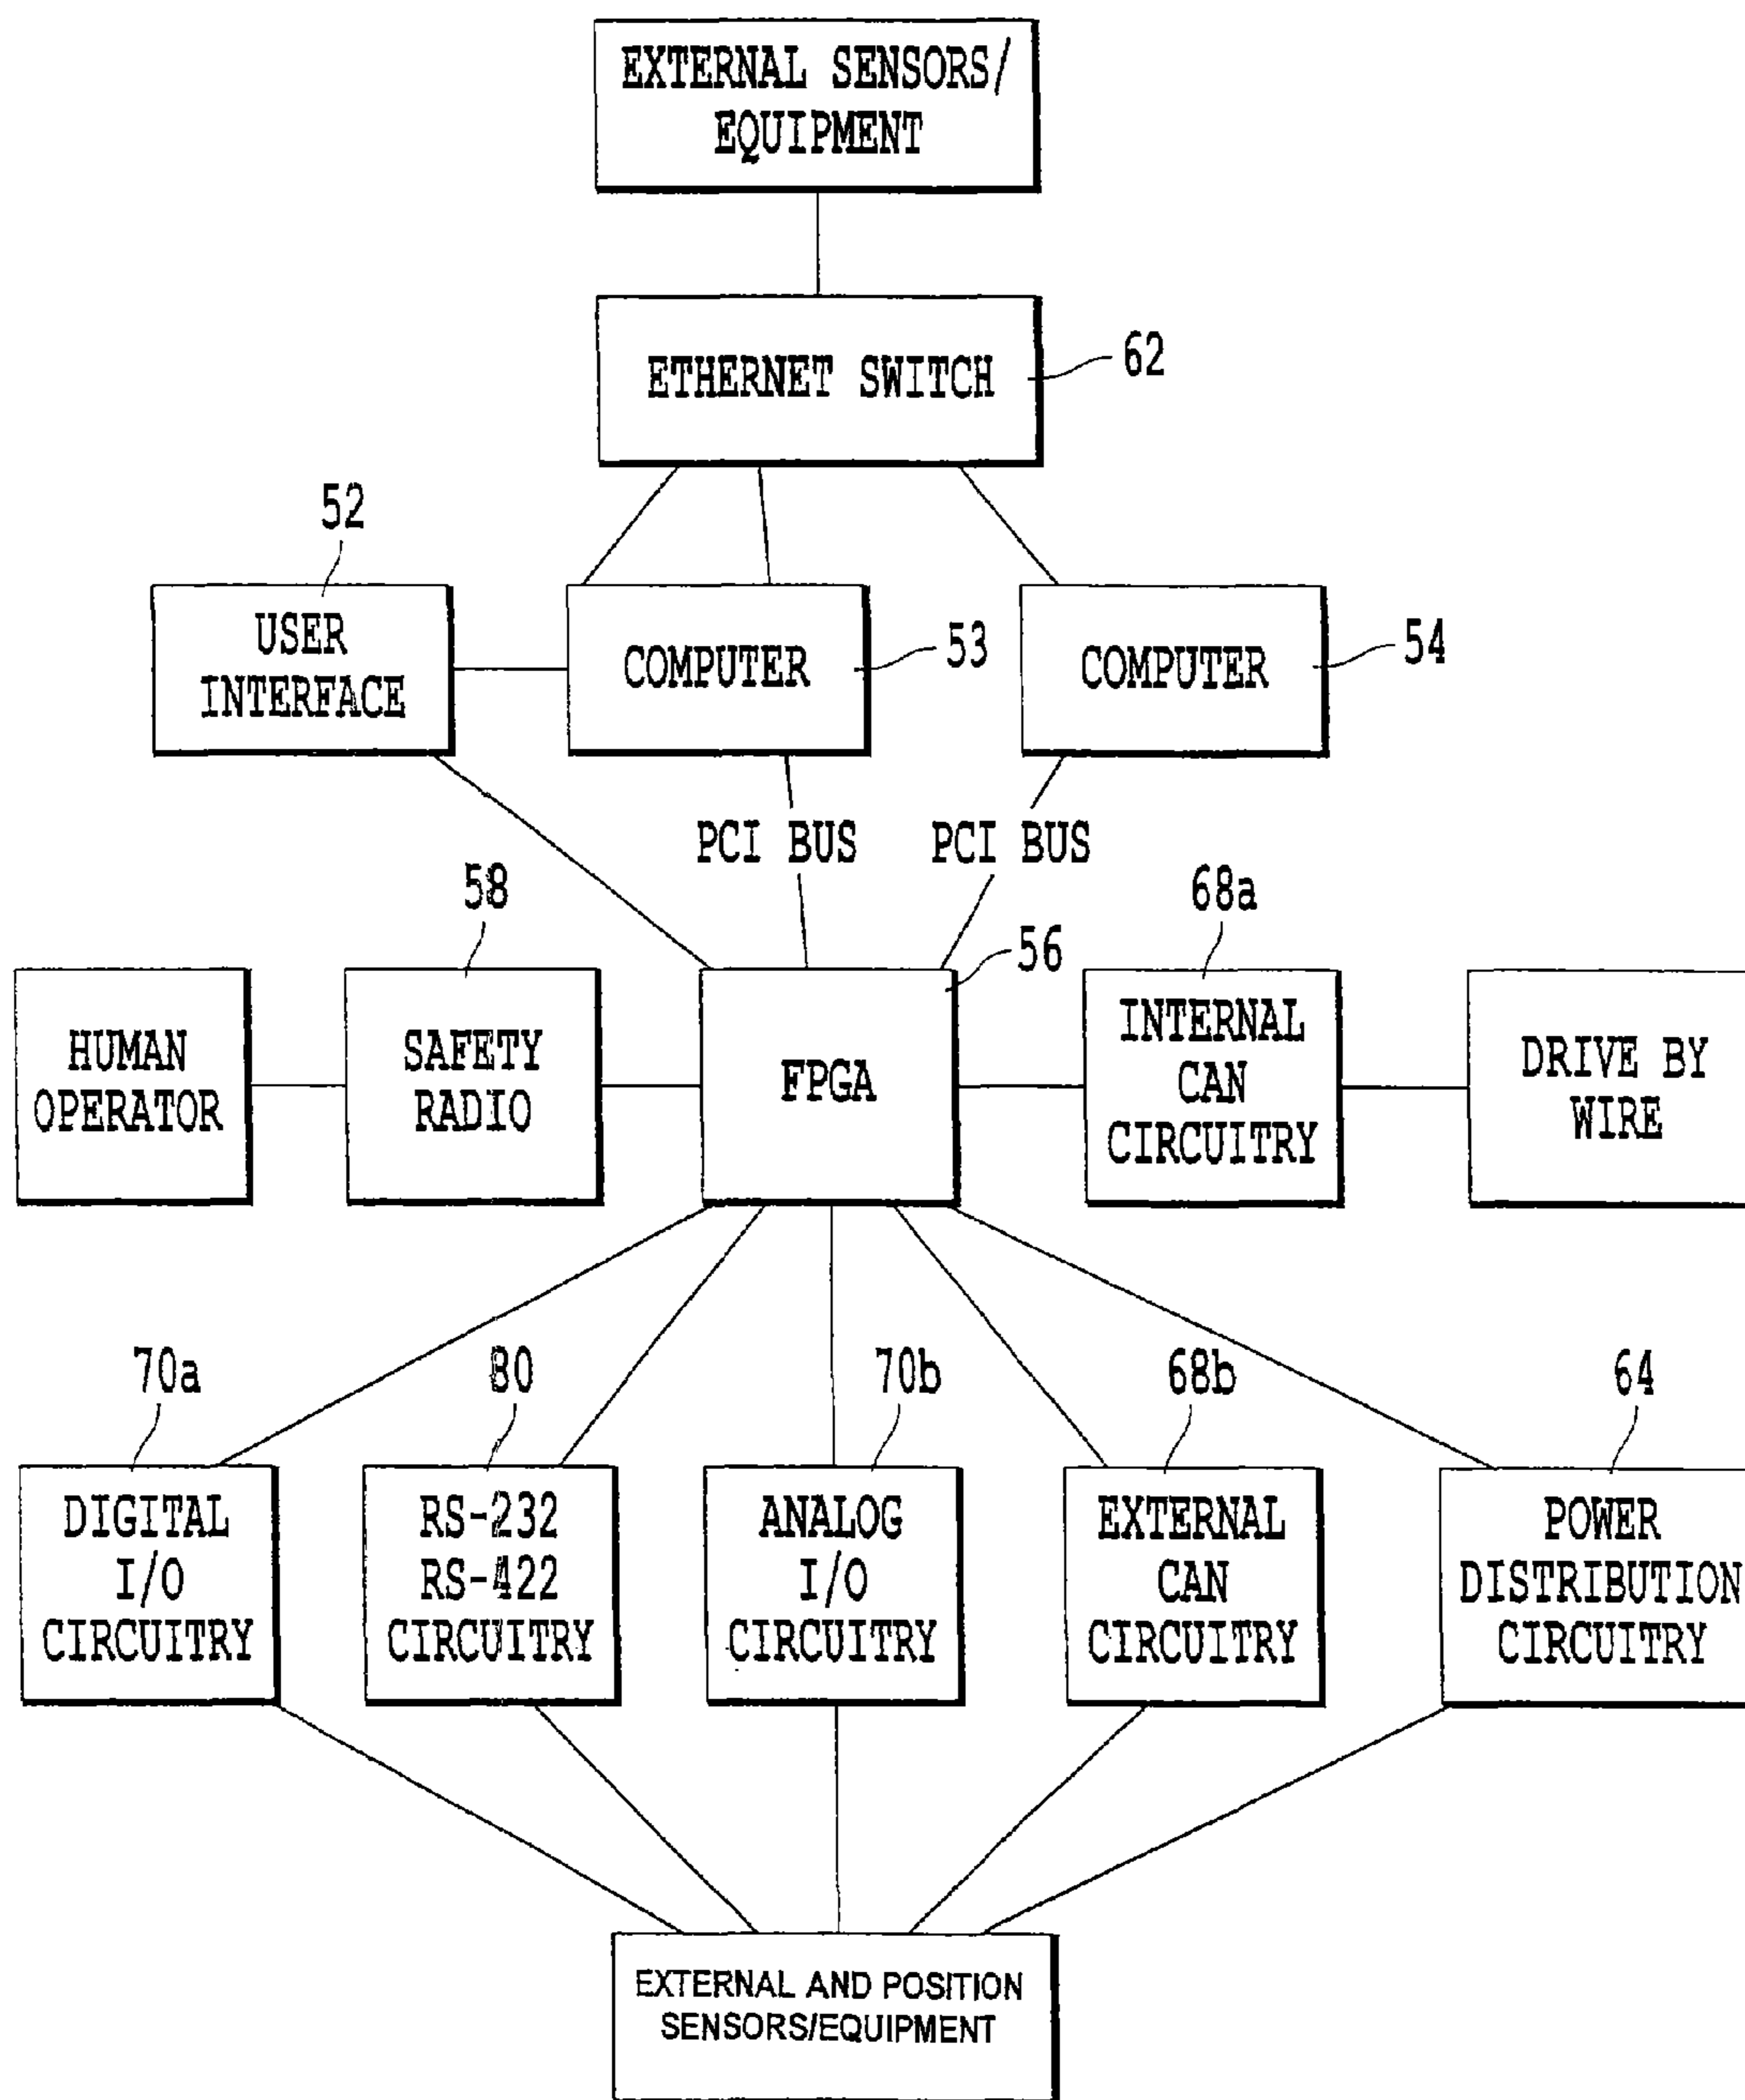 EXTERNAL SENSORS/
EQUIPMENT
ETHERNET SWITCH
62
52
USER
INTERFACE
COMPUTER
53
COMPUTER
54
PCI BUS
PCI BUS
58
56
68a
HUMAN
OPERATOR
SAFETY
RADIO
FPGA
INTERNAL
CAN
CIRCUITRY
DRIVE BY
WIRE
70a
80
70b
68b
64
DIGITAL
I/O
CIRCUITRY
RS-232
RS-422
CIRCUITRY
ANALOG
I/O
CIRCUITRY
EXTERNAL
CAN
CIRCUITRY
POWER
DISTRIBUTION
CIRCUITRY
EXTERNAL AND POSITION
SENSORS/EQUIPMENT